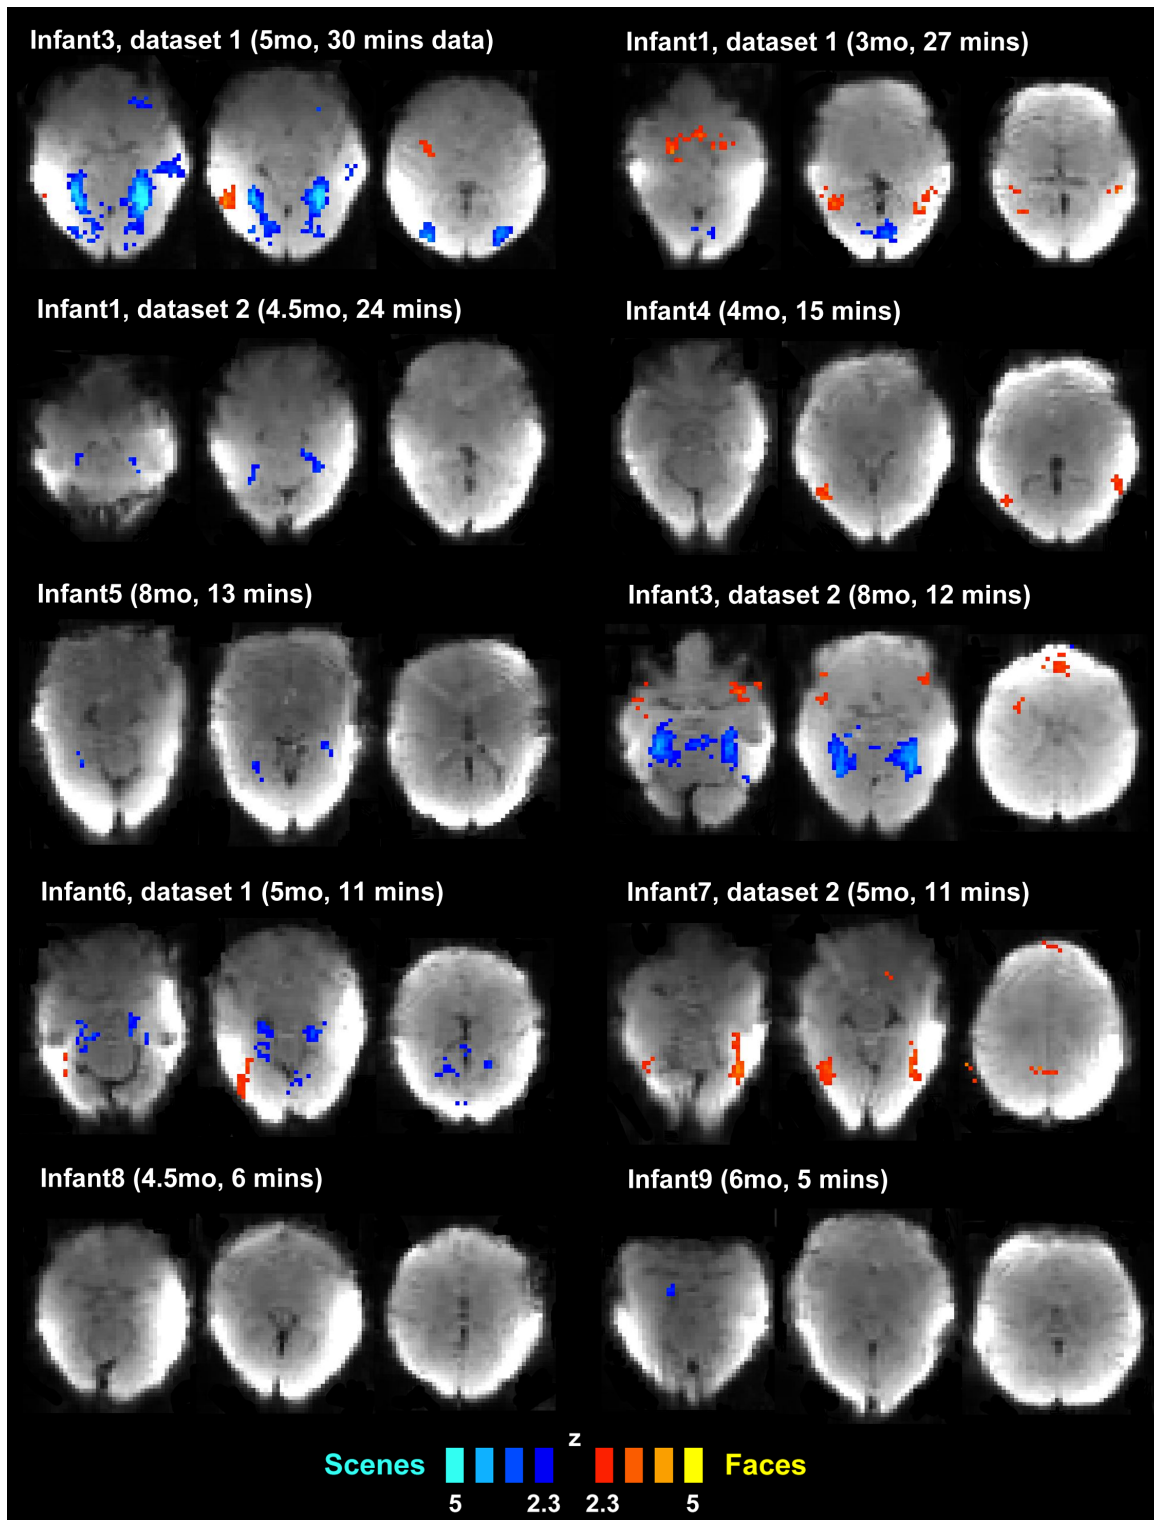 Infant3, dataset 1 (5mo, 30 mins data)
Infant1, dataset 1 (3mo, 27 mins)
Infant1, dataset 2 (4.5mo, 24 mins)
Infant4 (4mo, 15 mins)
Infant5 (8mo, 13 mins)
Infant3, dataset 2 (8mo, 12 mins)
Infant6, dataset 1 (5mo, 11 mins)
Infant7, dataset 2 (5mo, 11 mins)
Infant8 (4.5mo, 6 mins)
Infant9 (6mo, 5 mins)
z
Scenes Faces
5 2.3 2.3 5